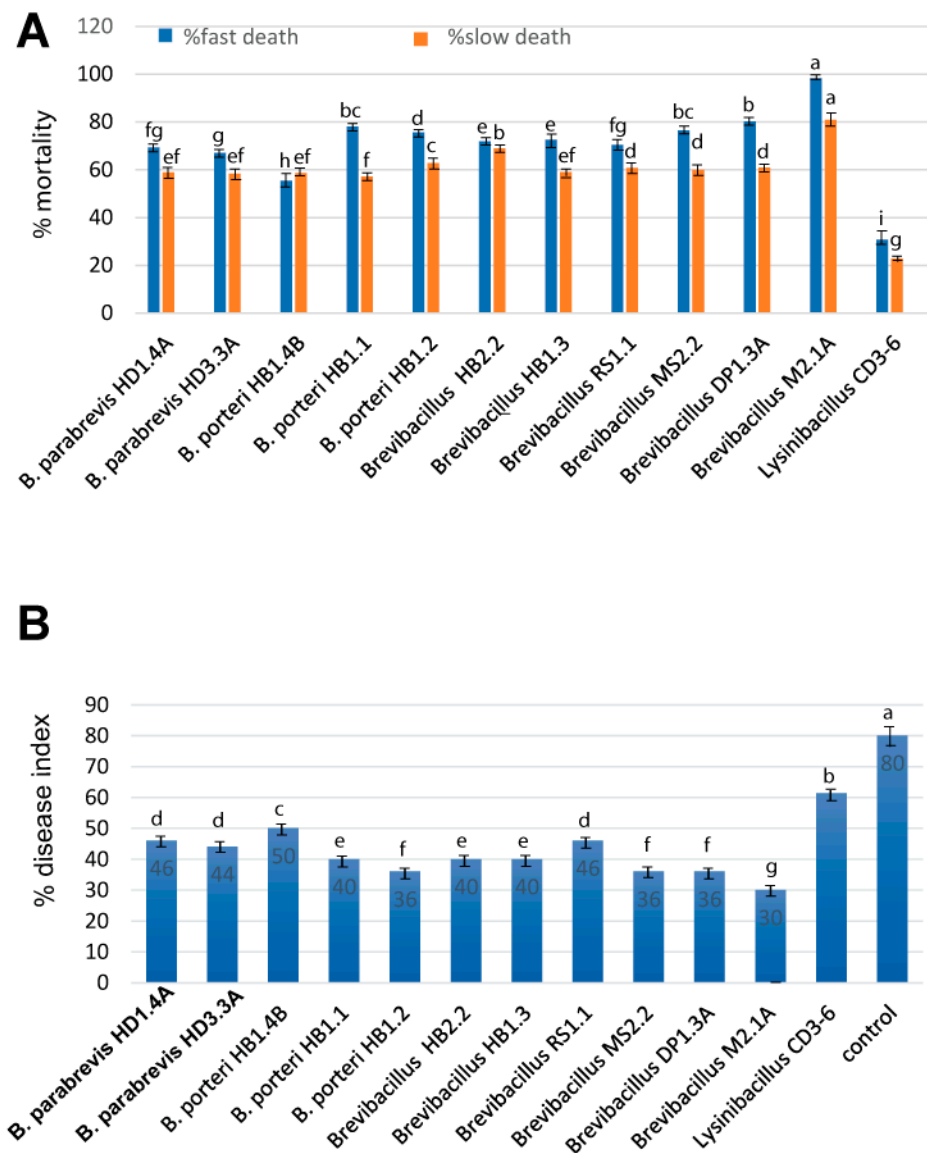 A
%fast death %slow death
% mortality
120
100
80
60
40
20
0
fg ef g ef h ef bc f d c e b e ef fg d bc d b d a a i g
B. parabrevis HD1.4A
B. parabrevis HD3.3A
B. porteri HB1.4B
B. porteri HB1.1
B. porteri HB1.2
Brevibacillus HB2.2
Brevibacillus HB1.3
Brevibacillus RS1.1
Brevibacillus MS2.2
Brevibacillus DP1.3A
Brevibacillus M2.1A
Lysinibacillus CD3-6
B
% disease index
90
80
70
60
50
40
30
20
10
0
d d c e f e e d f f g b a
46 44 50 40 36 40 40 46 36 36 30 80
B. parabrevis HD1.4A
B. parabrevis HD3.3A
B. porteri HB1.4B
B. porteri HB1.1
B. porteri HB1.2
Brevibacillus HB2.2
Brevibacillus HB1.3
Brevibacillus RS1.1
Brevibacillus MS2.2
Brevibacillus DP1.3A
Brevibacillus M2.1A
Lysinibacillus CD3-6
control